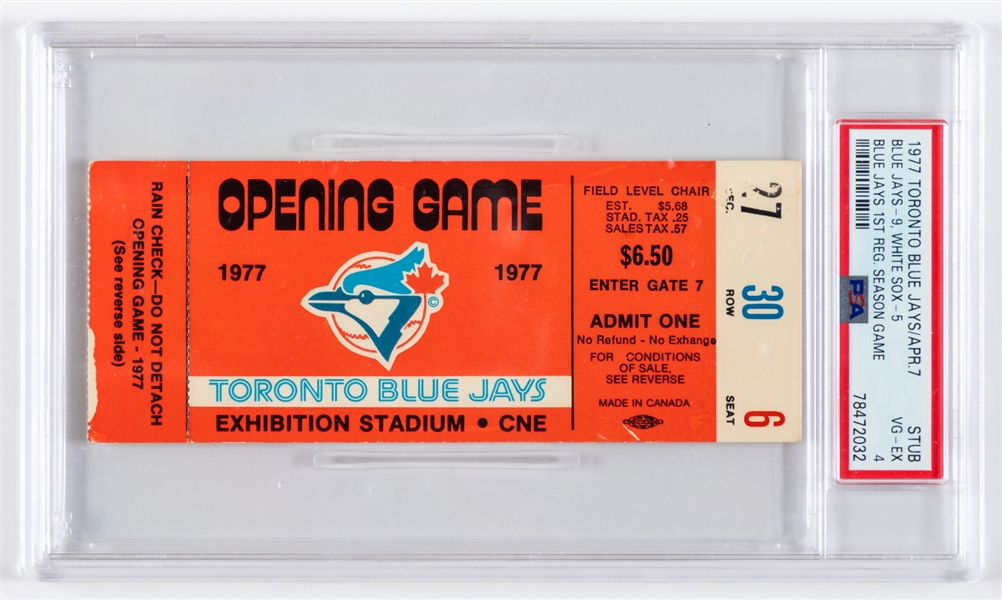 RAIN CHECK—DO NOT DETACH
OPENING GAME - 1977
(See reverse side)
OPENING GAME
1977
1977
©
TORONTO BLUE JAYS
EXHIBITION STADIUM • CNE
FIELD LEVEL CHAIR
EST. $5.68
STAD. TAX .25
SALES TAX .57
$6.50
ENTER GATE 7
ADMIT ONE
No Refund - No Exhange
FOR CONDITIONS
OF SALE,
SEE REVERSE
MADE IN CANADA
SEC.
27
ROW
30
SEAT
6
1977 TORONTO BLUE JAYS/APR.7 STUB
BLUE JAYS-9, WHITE SOX-5 VG-EX
BLUE JAYS 1ST REG. SEASON GAME 4
PSA
78472032